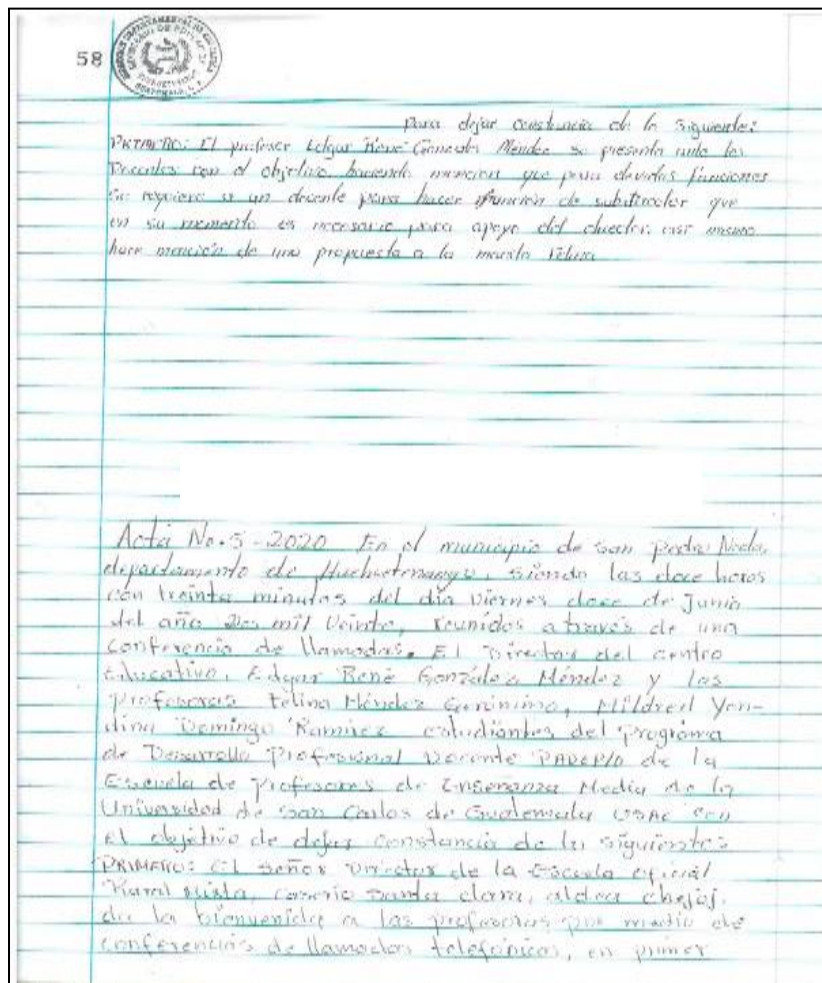 58
para dejar constancia de lo siguiente:
PRIMERO: El profesor Edgar René Gonzáles Méndez se presenta ante los
Docentes con el objetivo haciendo mención que para devidas funciones
Se requiere a un docente para hacer función de subdirector que
en su momento es necesario para apoyo del director, así mismo
hace mención de una propuesta a la maestra Felina
Acta No. 5-2020 En el municipio de San Pedro Necta,
departamento de Huehuetenango, siendo las doce horas
con treinta minutos del día viernes doce de Junio
del año Dos mil Veinte, reunidos a través de una
conferencia de llamadas. El Director del centro
Educativo, Edgar René González Méndez y las
Profesoras Felina Méndez Gerónimo, Mildred Yen-
dina Domingo Ramírez estudiantes del Programa
de Desarrollo Profesional Docente PADEP/D de la
Escuela de Profesores de Enseñanza Media de la
Universidad de San Carlos de Guatemala USAC con
el objetivo de dejar constancia de lo siguiente:
PRIMERO: El Señor Director de la Escuela oficial
Rural Mixta, caserío Santa clara, aldea chejoj,
da la bienvenida a las profesoras por medio de
conferencias de llamadas telefónicas, en primer